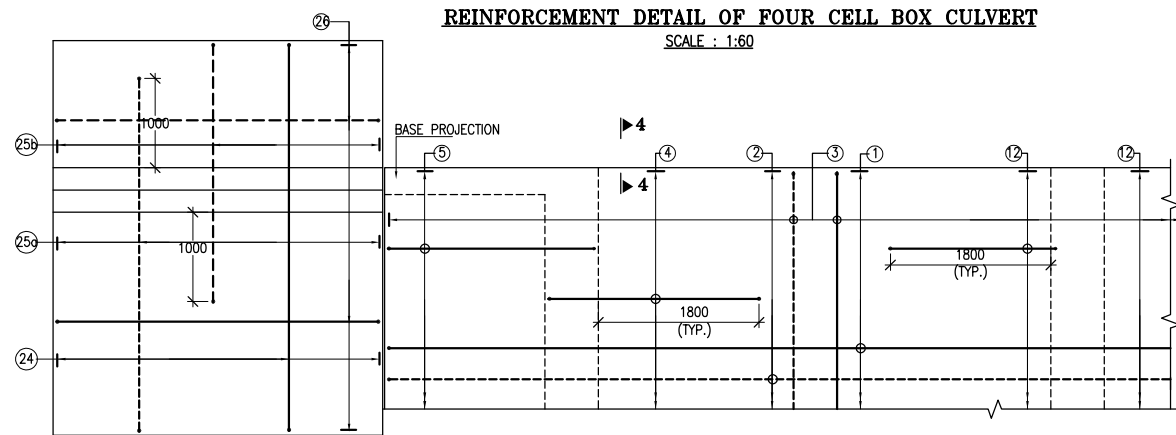 REINFORCEMENT DETAIL OF FOUR CELL BOX CULVERT
SCALE : 1:60
26
1000
25b
BASE PROJECTION
4
5
4
2
3
1
12
12
4
25a
1000
1800
(TYP.)
1800
(TYP.)
24